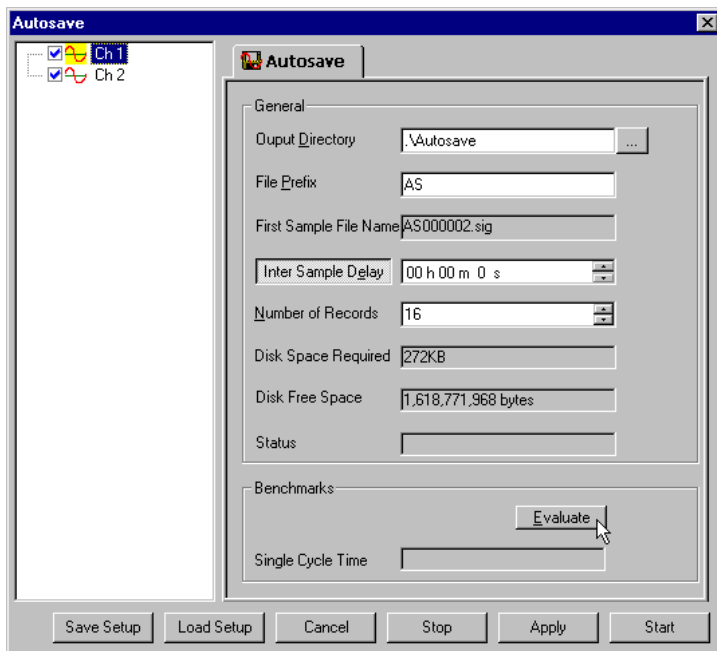 Autosave
Ch 1
Ch 2
Autosave
General
Ouput Directory .\Autosave ...
File Prefix AS
First Sample File Name AS000002.sig
Inter Sample Delay 00 h 00 m 0 s
Number of Records 16
Disk Space Required 272KB
Disk Free Space 1,618,771,968 bytes
Status
Benchmarks
Evaluate
Single Cycle Time
Save Setup Load Setup Cancel Stop Apply Start